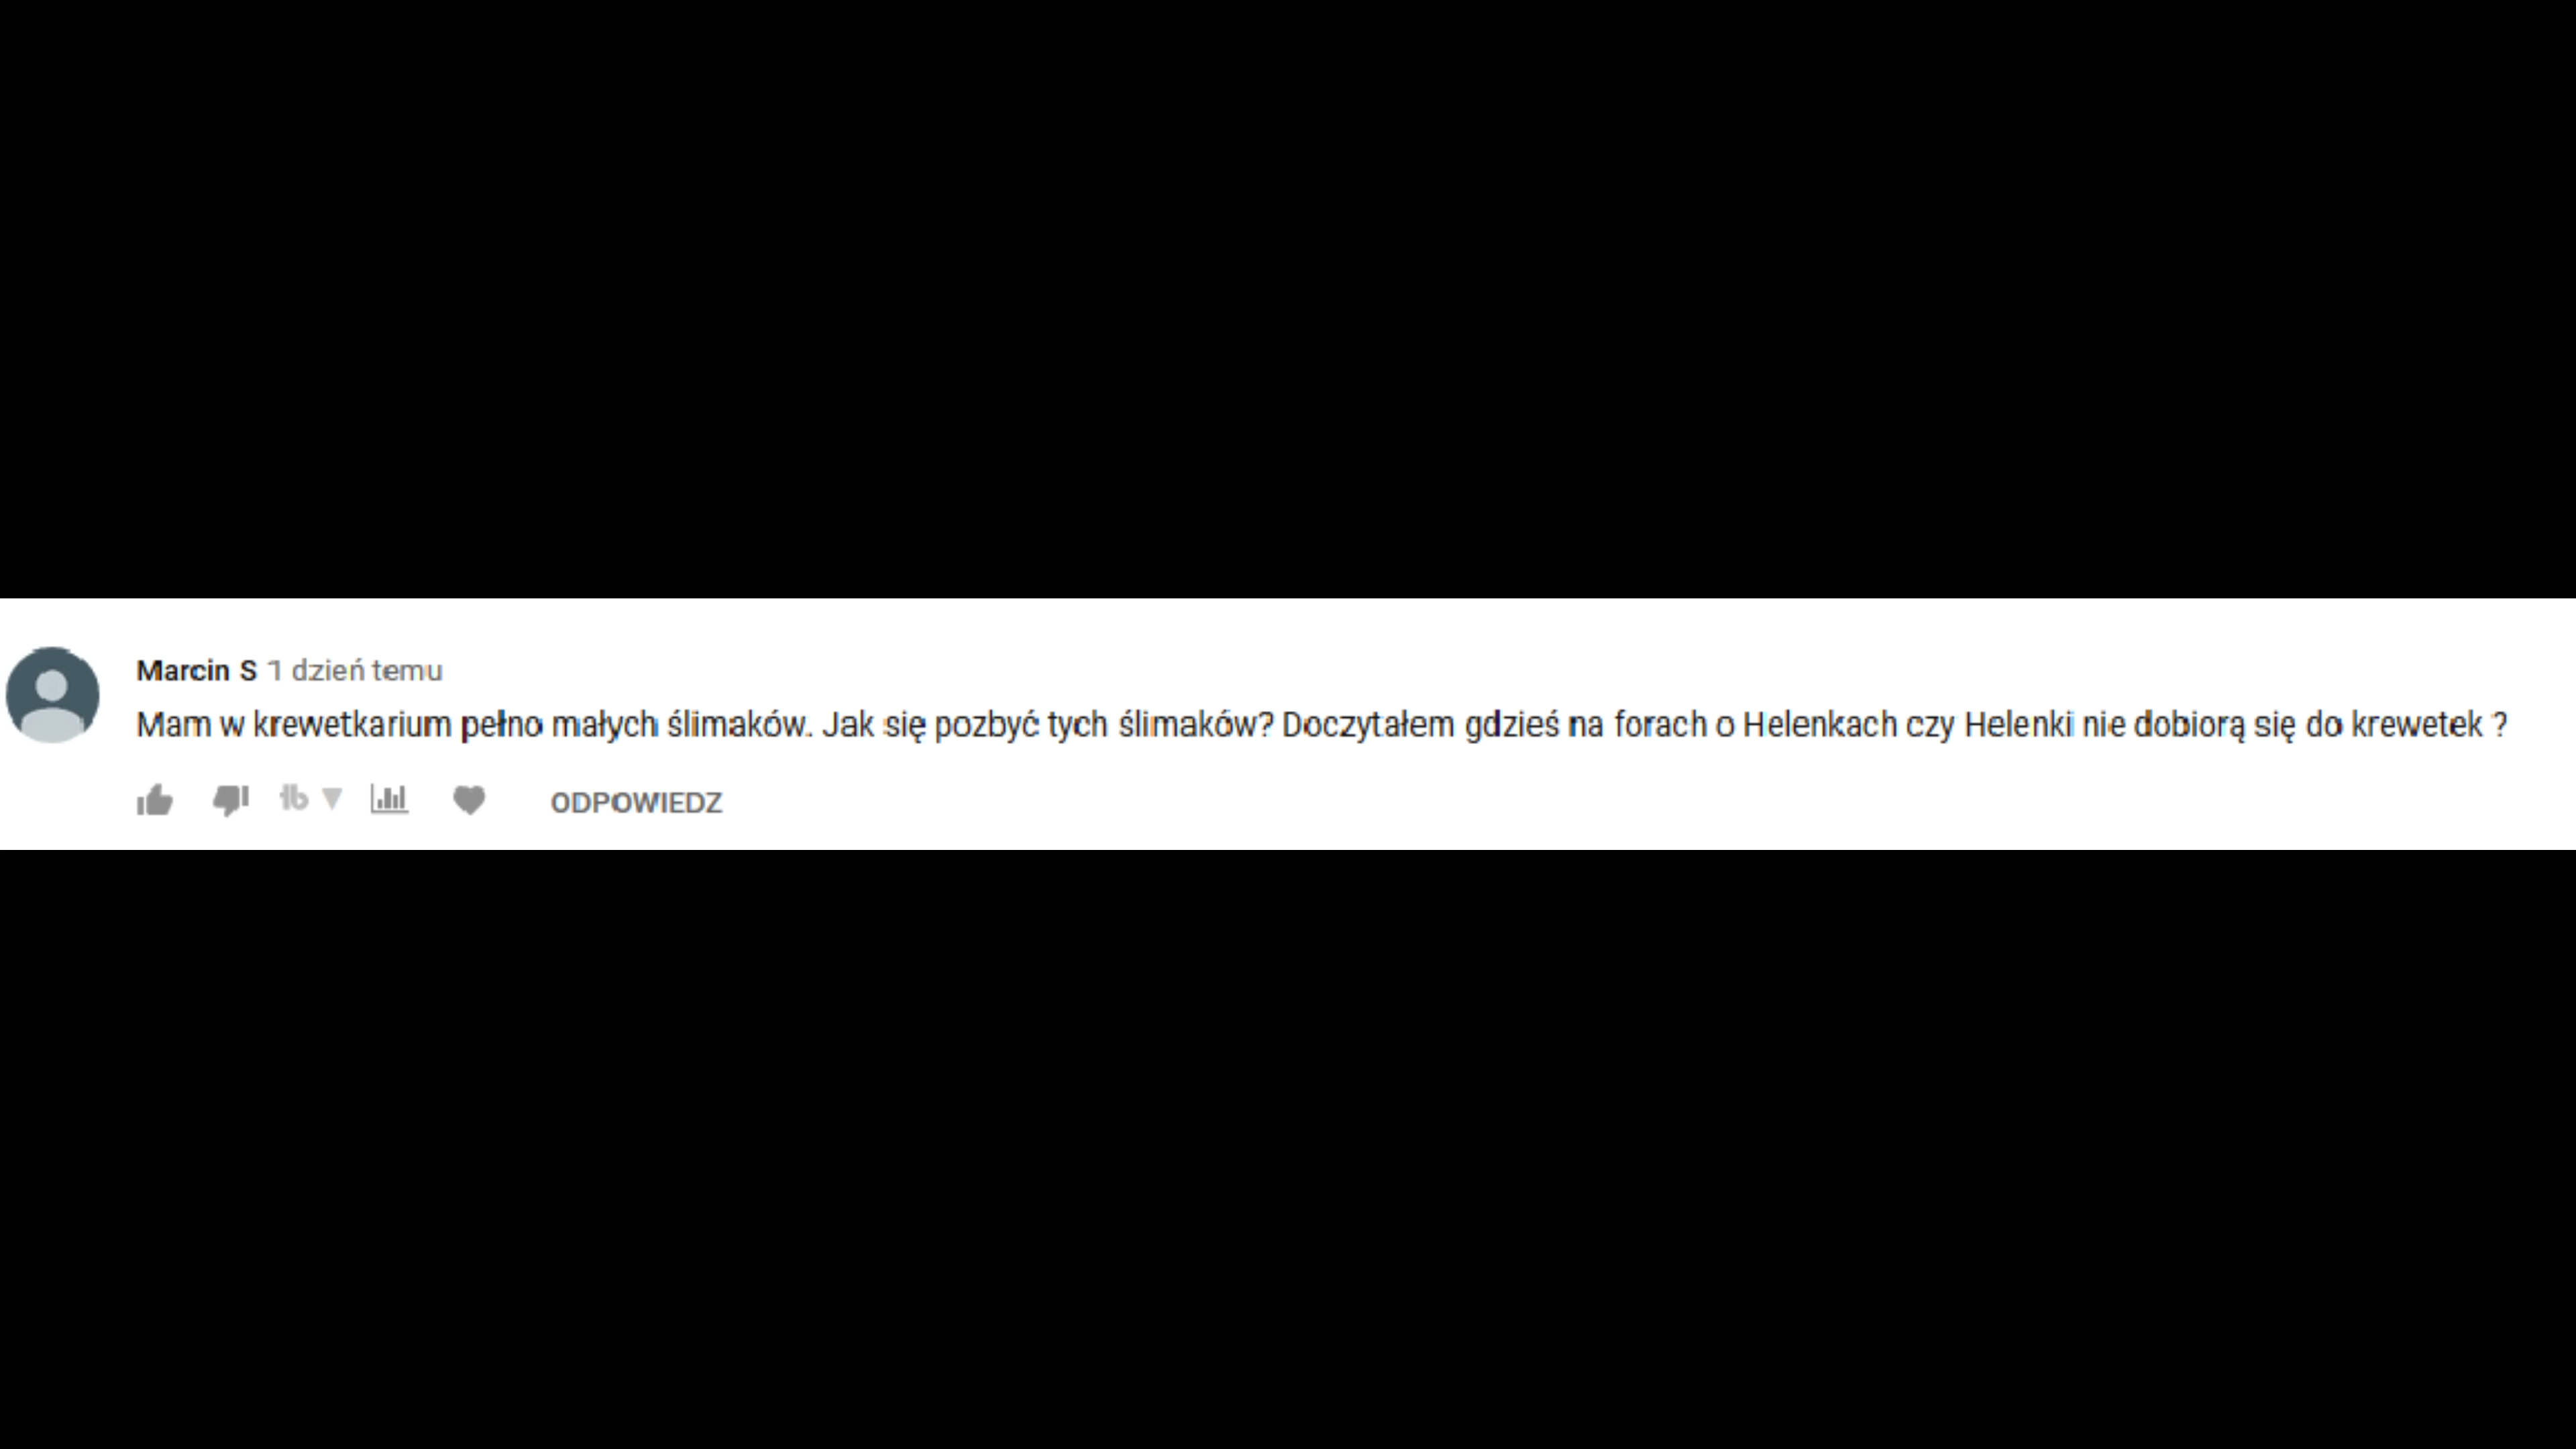 Marcin S 1 dzień temu
Mam w krewetkarium pełno małych ślimaków. Jak się pozbyć tych ślimaków? Doczytałem gdzieś na forach o Helenkach czy Helenki nie dobiorą się do krewetek ?
tb
ODPOWIEDZ